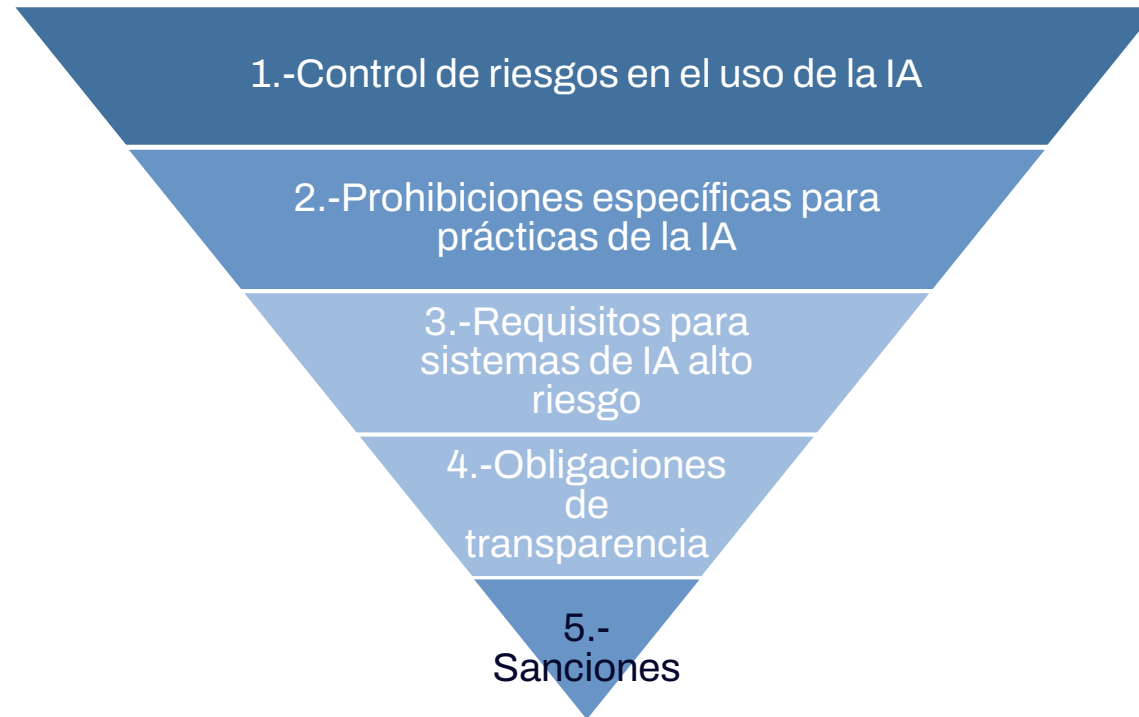 1.-Control de riesgos en el uso de la IA
2.-Prohibiciones específicas para
prácticas de la IA
3.-Requisitos para
sistemas de IA alto
riesgo
4.-Obligaciones
de
transparencia
5.-
Sanciones